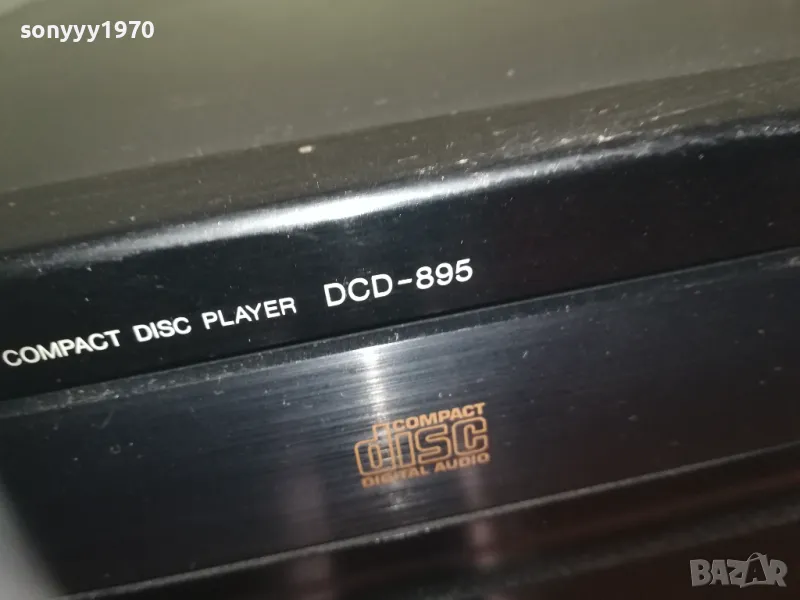 sonyyy1970
COMPACT DISC PLAYER DCD-895
COMPACT
disc
DIGITAL AUDIO
BAZAR